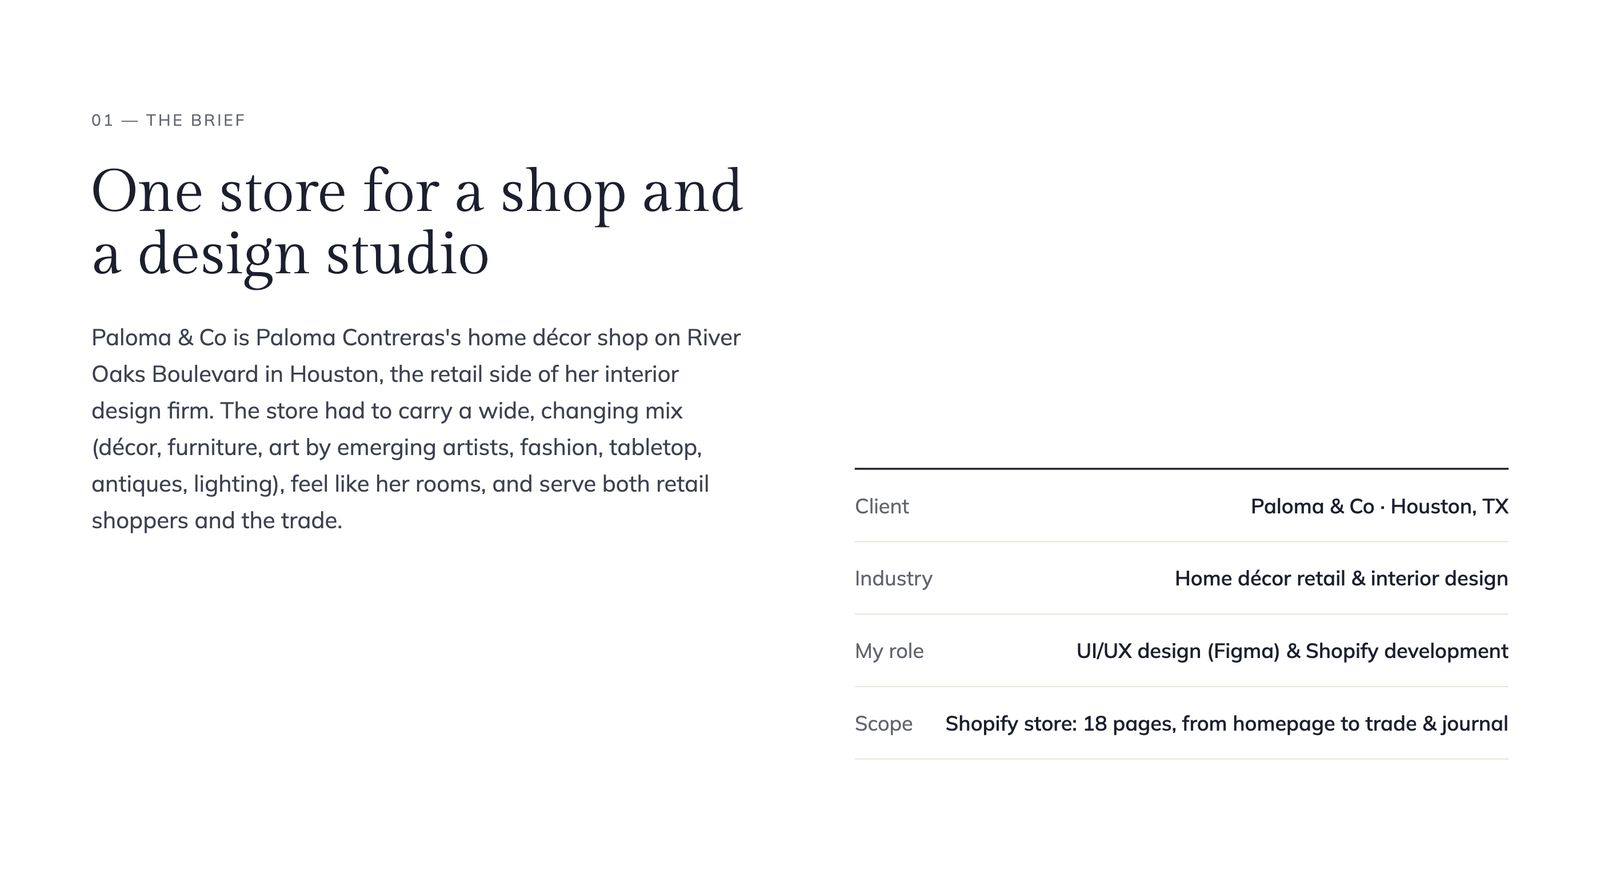 01 — THE BRIEF
One store for a shop and
a design studio
Paloma & Co is Paloma Contreras's home décor shop on River
Oaks Boulevard in Houston, the retail side of her interior
design firm. The store had to carry a wide, changing mix
(décor, furniture, art by emerging artists, fashion, tabletop,
antiques, lighting), feel like her rooms, and serve both retail
shoppers and the trade.
Client Paloma & Co · Houston, TX
Industry Home décor retail & interior design
My role UI/UX design (Figma) & Shopify development
Scope Shopify store: 18 pages, from homepage to trade & journal